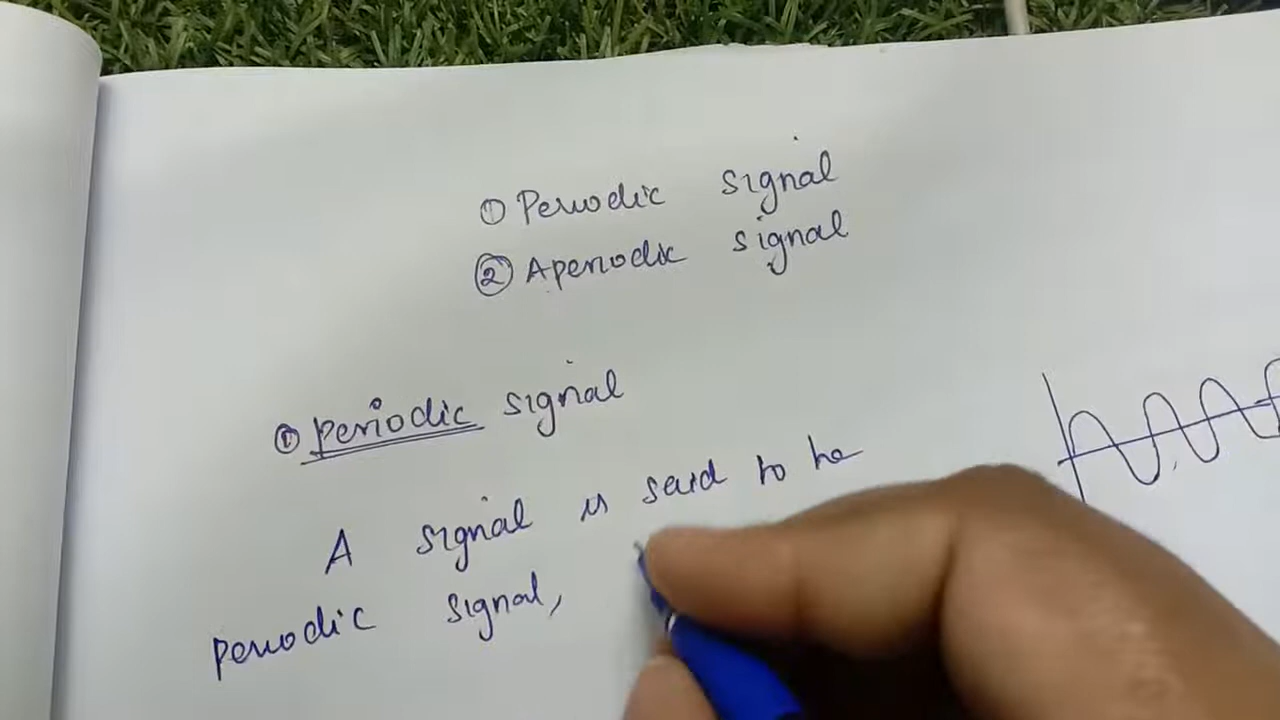 ① Periodic signal
② Aperiodic signal
① Periodic signal
A signal is said to be
periodic signal,